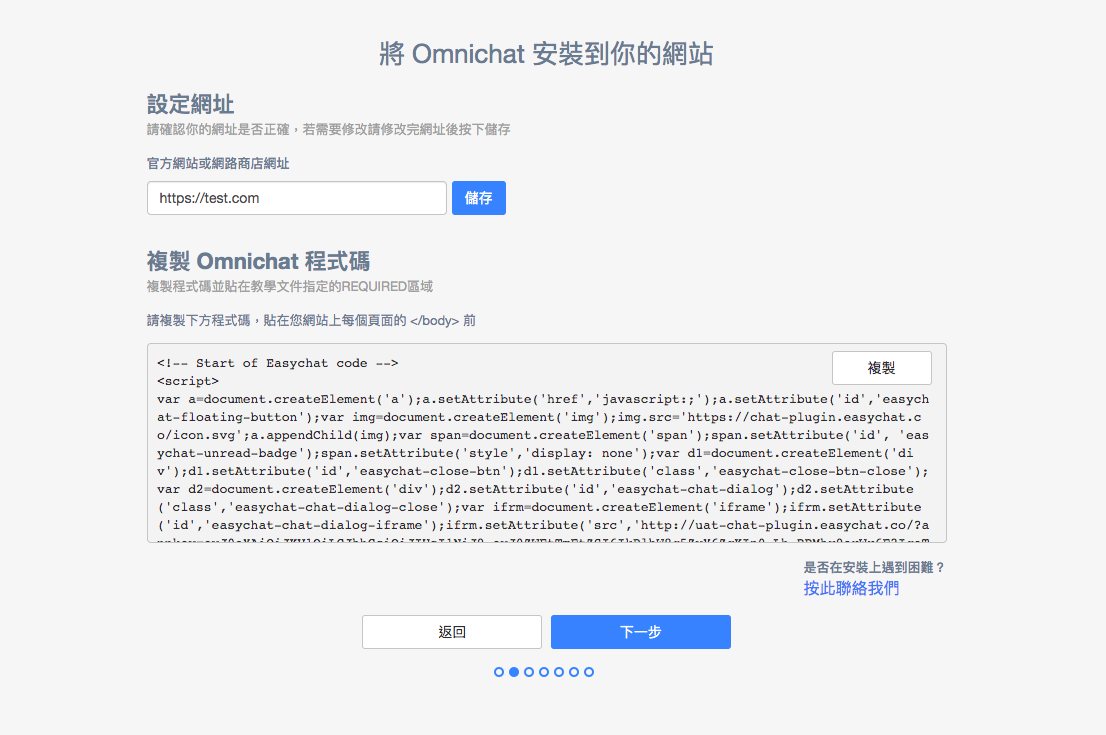 將 Omnichat 安裝到你的網站
設定網址
請確認你的網址是否正確，若需要修改請修改完網址後按下儲存
官方網站或網路商店網址
https://test.com
儲存
複製 Omnichat 程式碼
複製程式碼並貼在教學文件指定的REQUIRED區域
請複製下方程式碼，貼在您網站上每個頁面的 </body> 前
<!-- Start of Easychat code -->
複製
<script>
var a=document.createElement('a');a.setAttribute('href','javascript:;');a.setAttribute('id','easych
at-floating-button');var img=document.createElement('img');img.src='https://chat-plugin.easychat.c
o/icon.svg';a.appendChild(img);var span=document.createElement('span');span.setAttribute('id', 'eas
ychat-unread-badge');span.setAttribute('style','display: none');var d1=document.createElement('di
v');d1.setAttribute('id','easychat-close-btn');d1.setAttribute('class','easychat-close-btn-close');
var d2=document.createElement('div');d2.setAttribute('id','easychat-chat-dialog');d2.setAttribute
('class','easychat-chat-dialog-close');var ifrm=document.createElement('iframe');ifrm.setAttribute
('id','easychat-chat-dialog-iframe');ifrm.setAttribute('src','http://uat-chat-plugin.easychat.co/?a
是否在安裝上遇到困難？
按此聯絡我們
返回
下一步